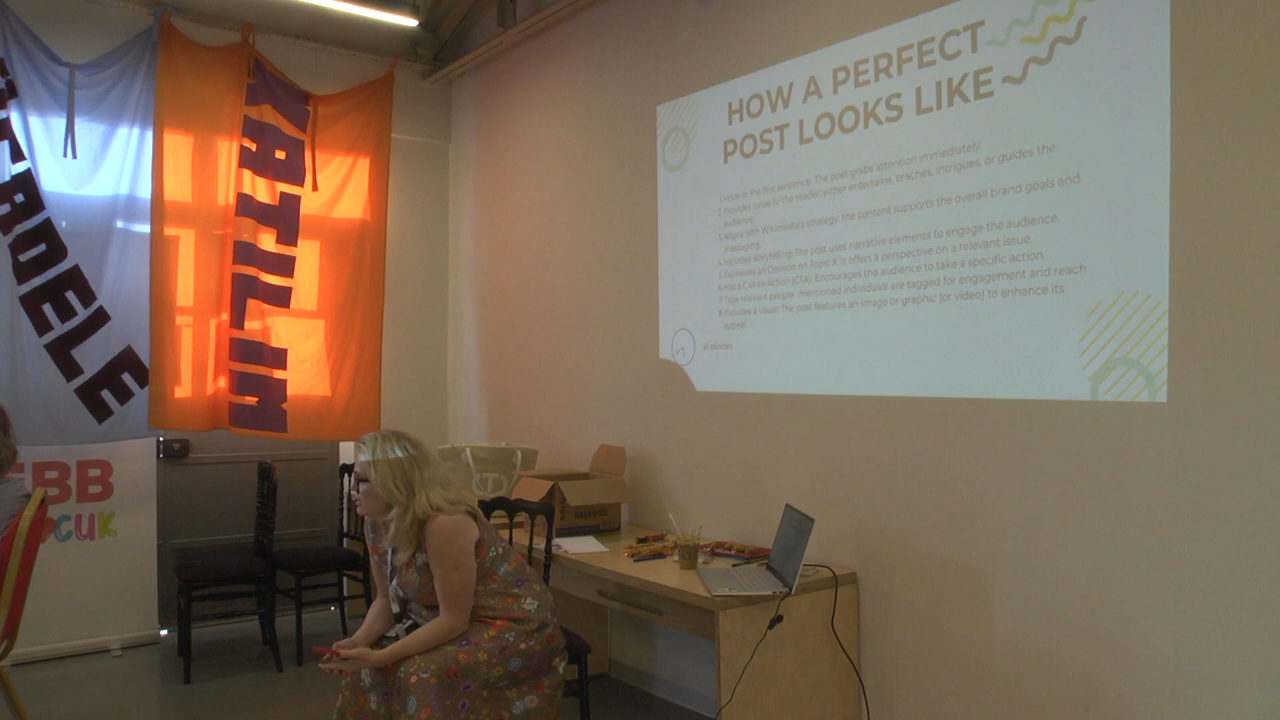 HOW A PERFECT
POST LOOKS LIKE
1. Hook in the first sentence: The post grabs attention immediately.
2. Provides value to the reader: either entertains, teaches, intrigues, or guides the
audience.
3. Aligns with Wikimedia's strategy: the content supports the overall brand goals and
messaging.
4. Includes storytelling: The post uses narrative elements to engage the audience,
5. Expresses an Opinion on Topic X: It offers a perspective on a relevant issue.
6. Has a Call-to-Action (CTA): Encourages the audience to take a specific action.
7. Tags relevant people: mentioned individuals are tagged for engagement and reach
8. Includes a visual: The post features an image or graphic (or video) to enhance its
appeal.
KATILIM
BB
CUK